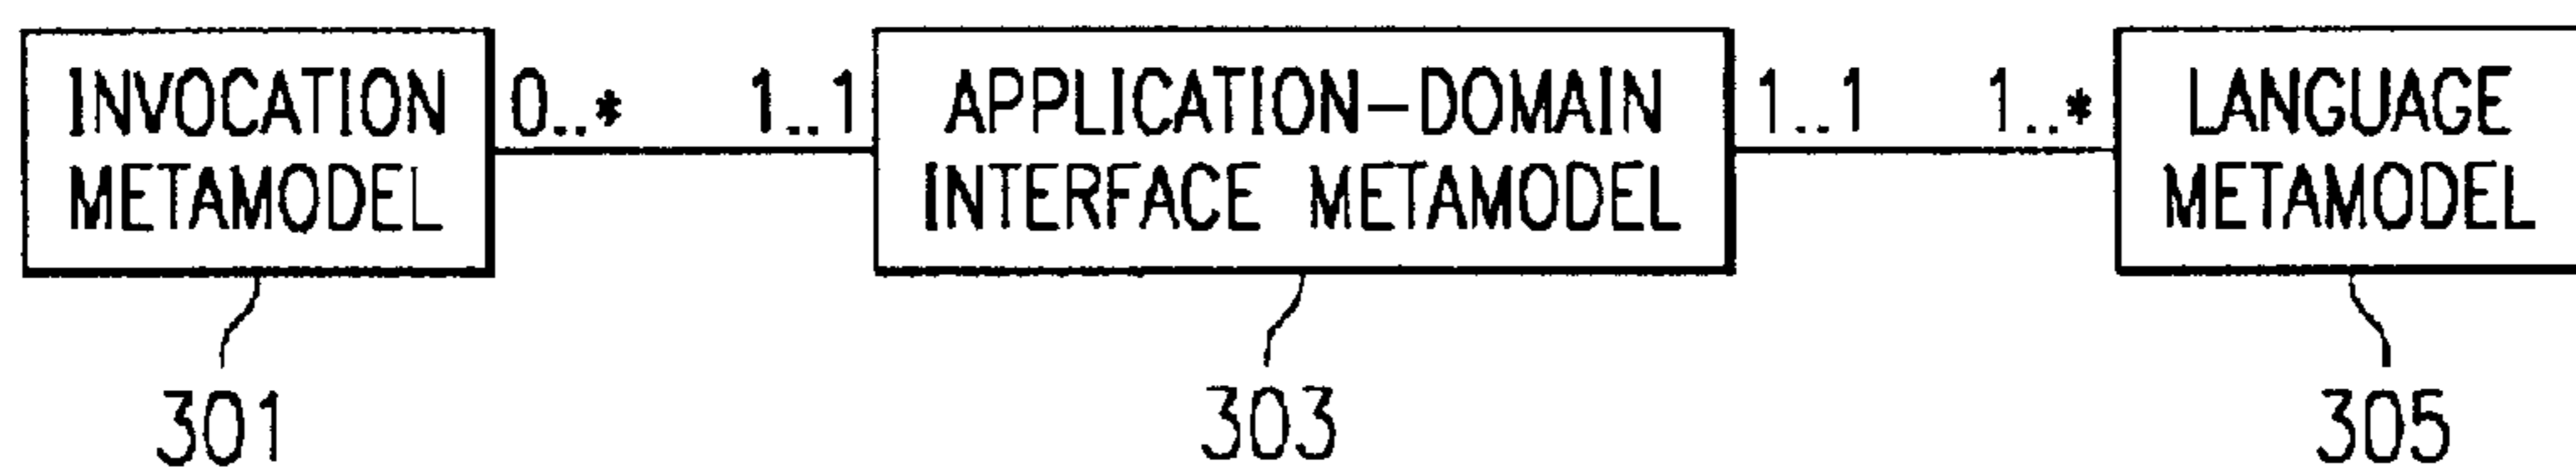 INVOCATION
METAMODEL
0..* 1..1
APPLICATION-DOMAIN
INTERFACE METAMODEL
1..1 1..*
LANGUAGE
METAMODEL
301
303
305